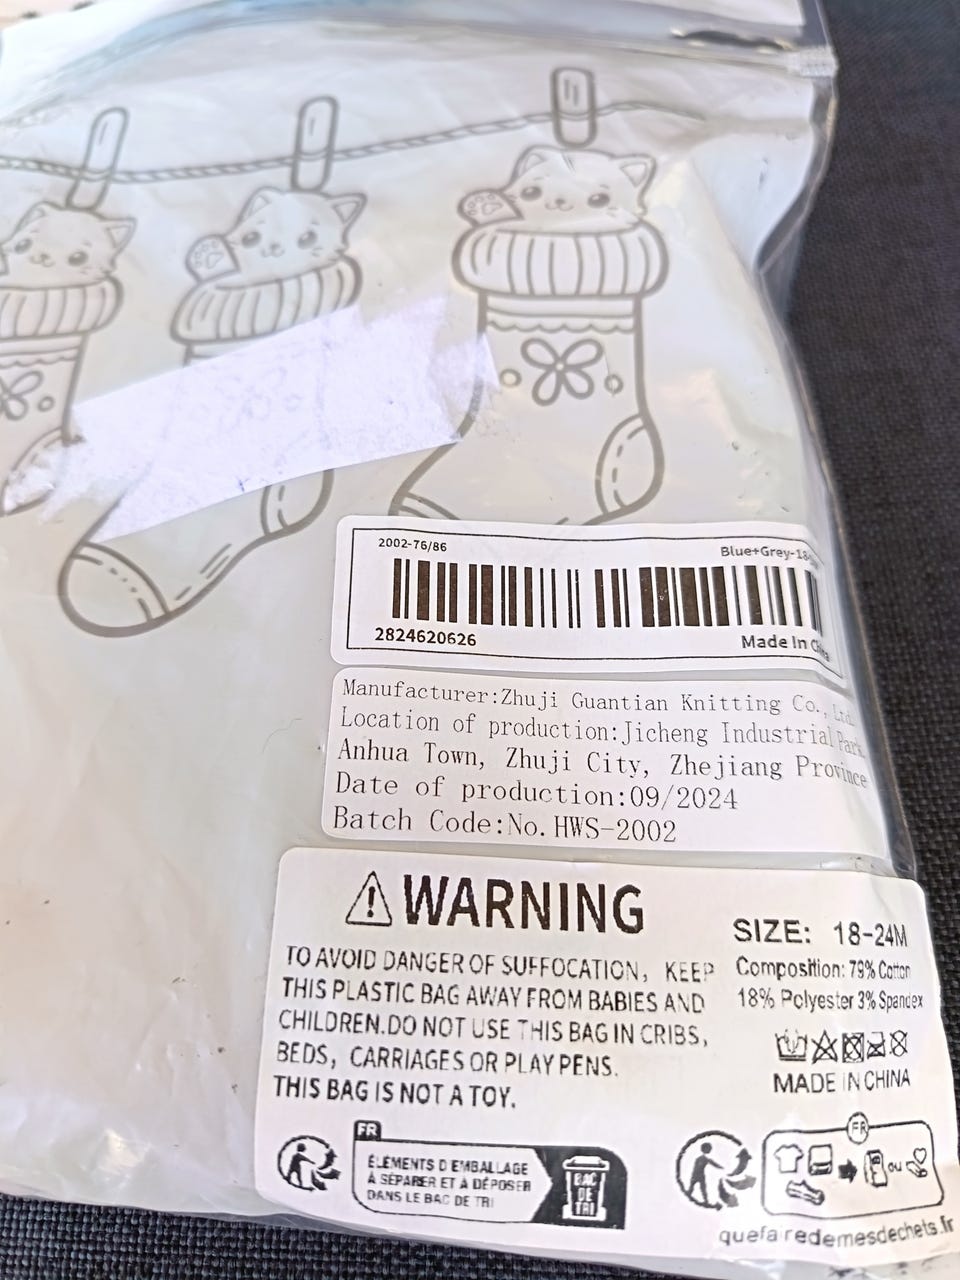 2002-76/86
Blue+Grey-18-
2824620626
Made In China
Manufacturer:Zhuji Guantian Knitting Co., Ltd.
Location of production:Jicheng Industrial Park,
Anhua Town, Zhuji City, Zhejiang Province
Date of production:09/2024
Batch Code:No.HWS-2002
WARNING
TO AVOID DANGER OF SUFFOCATION, KEEP
THIS PLASTIC BAG AWAY FROM BABIES AND
CHILDREN.DO NOT USE THIS BAG IN CRIBS,
BEDS, CARRIAGES OR PLAY PENS.
THIS BAG IS NOT A TOY.
SIZE: 18-24M
Composition: 79% Cotton
18% Polyester 3% Spandex
MADE IN CHINA
FR
ÉLÉMENTS D EMBALLAGE
À SÉPARER ET À DÉPOSER
DANS LE BAC DE TRI
BAC
DE
TRI
FR
ou
quefairedemesdechets.fr